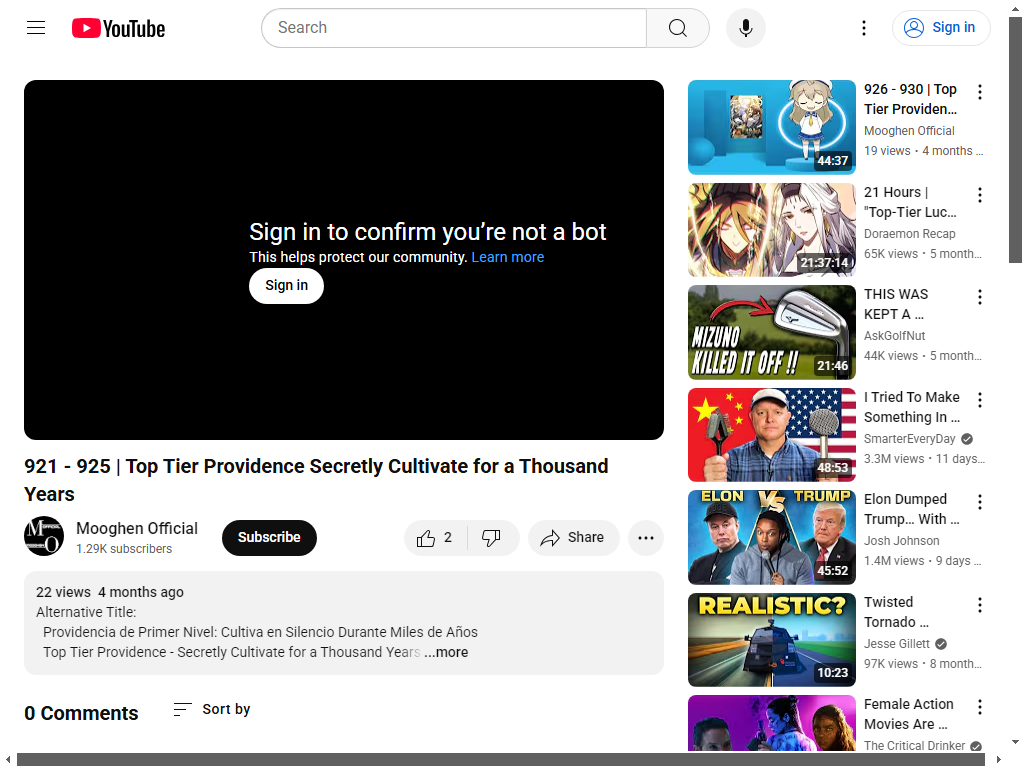 YouTube
Search
Sign in
Sign in to confirm you’re not a bot
This helps protect our community. Learn more
Sign in
921 - 925 | Top Tier Providence Secretly Cultivate for a Thousand
Years
Mooghen Official
1.29K subscribers
Subscribe
2
Share
22 views 4 months ago
Alternative Title:
Providencia de Primer Nivel: Cultiva en Silencio Durante Miles de Años
Top Tier Providence - Secretly Cultivate for a Thousand Years ...more
0 Comments
Sort by
44:37
926 - 930 | Top
Tier Providen…
Mooghen Official
19 views • 4 months ...
21:37:14
21 Hours |
"Top-Tier Luc…
Doraemon Recap
65K views • 5 month…
MIZUNO
KILLED IT OFF !!
21:46
THIS WAS
KEPT A …
AskGolfNut
44K views • 5 month…
48:53
I Tried To Make
Something In …
SmarterEveryDay
3.3M views • 11 days…
ELON VS TRUMP
45:52
Elon Dumped
Trump… With …
Josh Johnson
1.4M views • 9 days …
REALISTIC?
10:23
Twisted
Tornado …
Jesse Gillett
97K views • 8 month…
Female Action
Movies Are …
The Critical Drinker